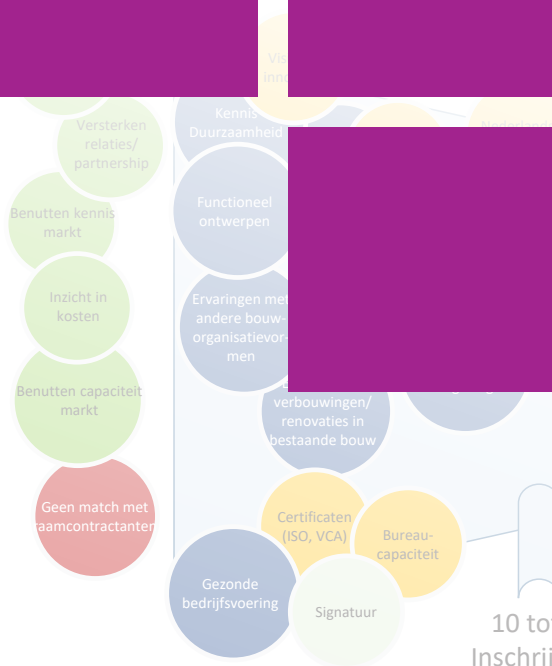 Versterken
relaties/
partnership
Benutten kennis
markt
Inzicht in
kosten
Benutten capaciteit
markt
Geen match met
raamcontractanten
Kennis
Duurzaamheid
Functioneel
ontwerpen
Ervaringen met
andere bouw-
organisatievor-
men
verbouwingen/
renovaties in
bestaande bouw
Certificaten
(ISO, VCA)
Bureau-
capaciteit
Gezonde
bedrijfsvoering
Signatuur
10